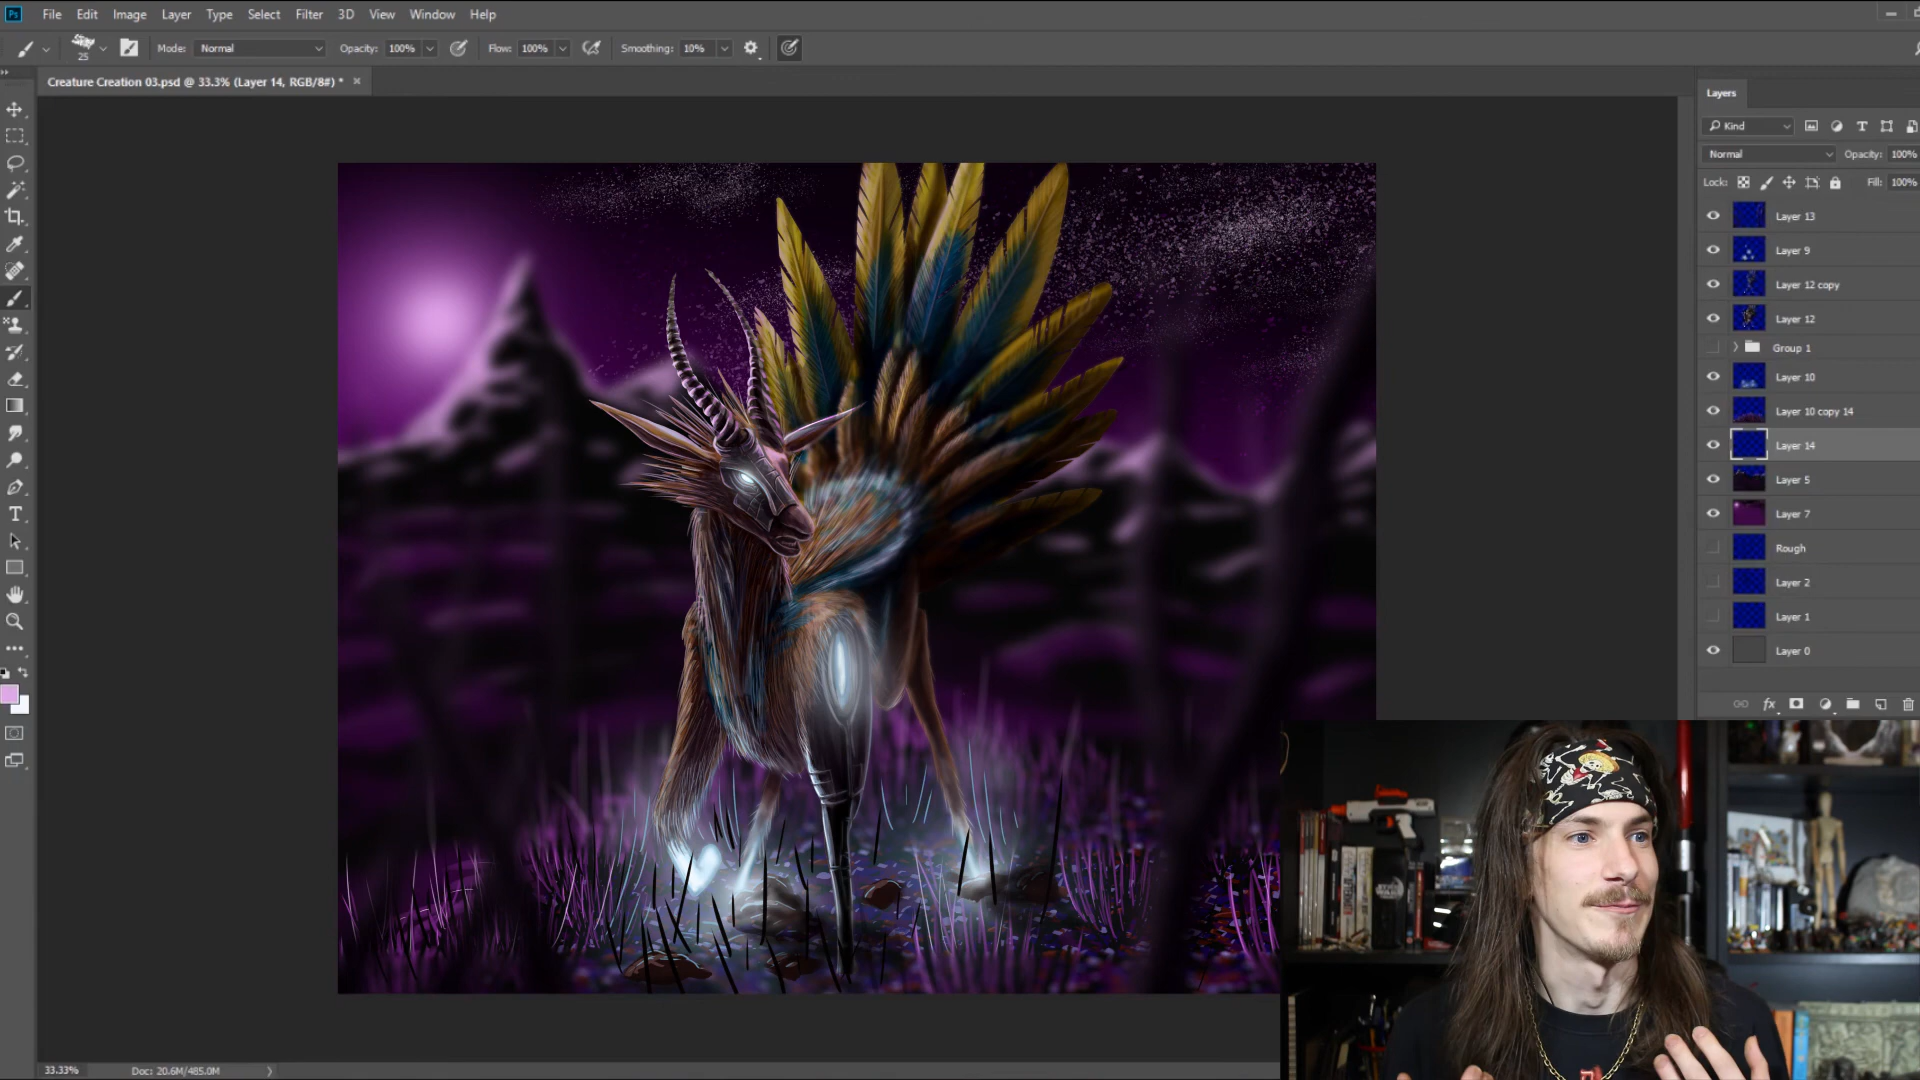 Ps File Edit Image Layer Type Select Filter 3D View Window Help
25 Mode: Normal Opacity: 100% Flow: 100% Smoothing: 10%
Creature Creation 03.psd @ 33.3% (Layer 14, RGB/8#) * ×
Layers
Kind
Normal Opacity: 100%
Lock: Fill: 100%
Layer 13
Layer 9
Layer 12 copy
Layer 12
Group 1
Layer 10
Layer 10 copy 14
Layer 14
Layer 5
Layer 7
Rough
Layer 2
Layer 1
Layer 0
fx
33.33% Doc: 20.6M/485.0M